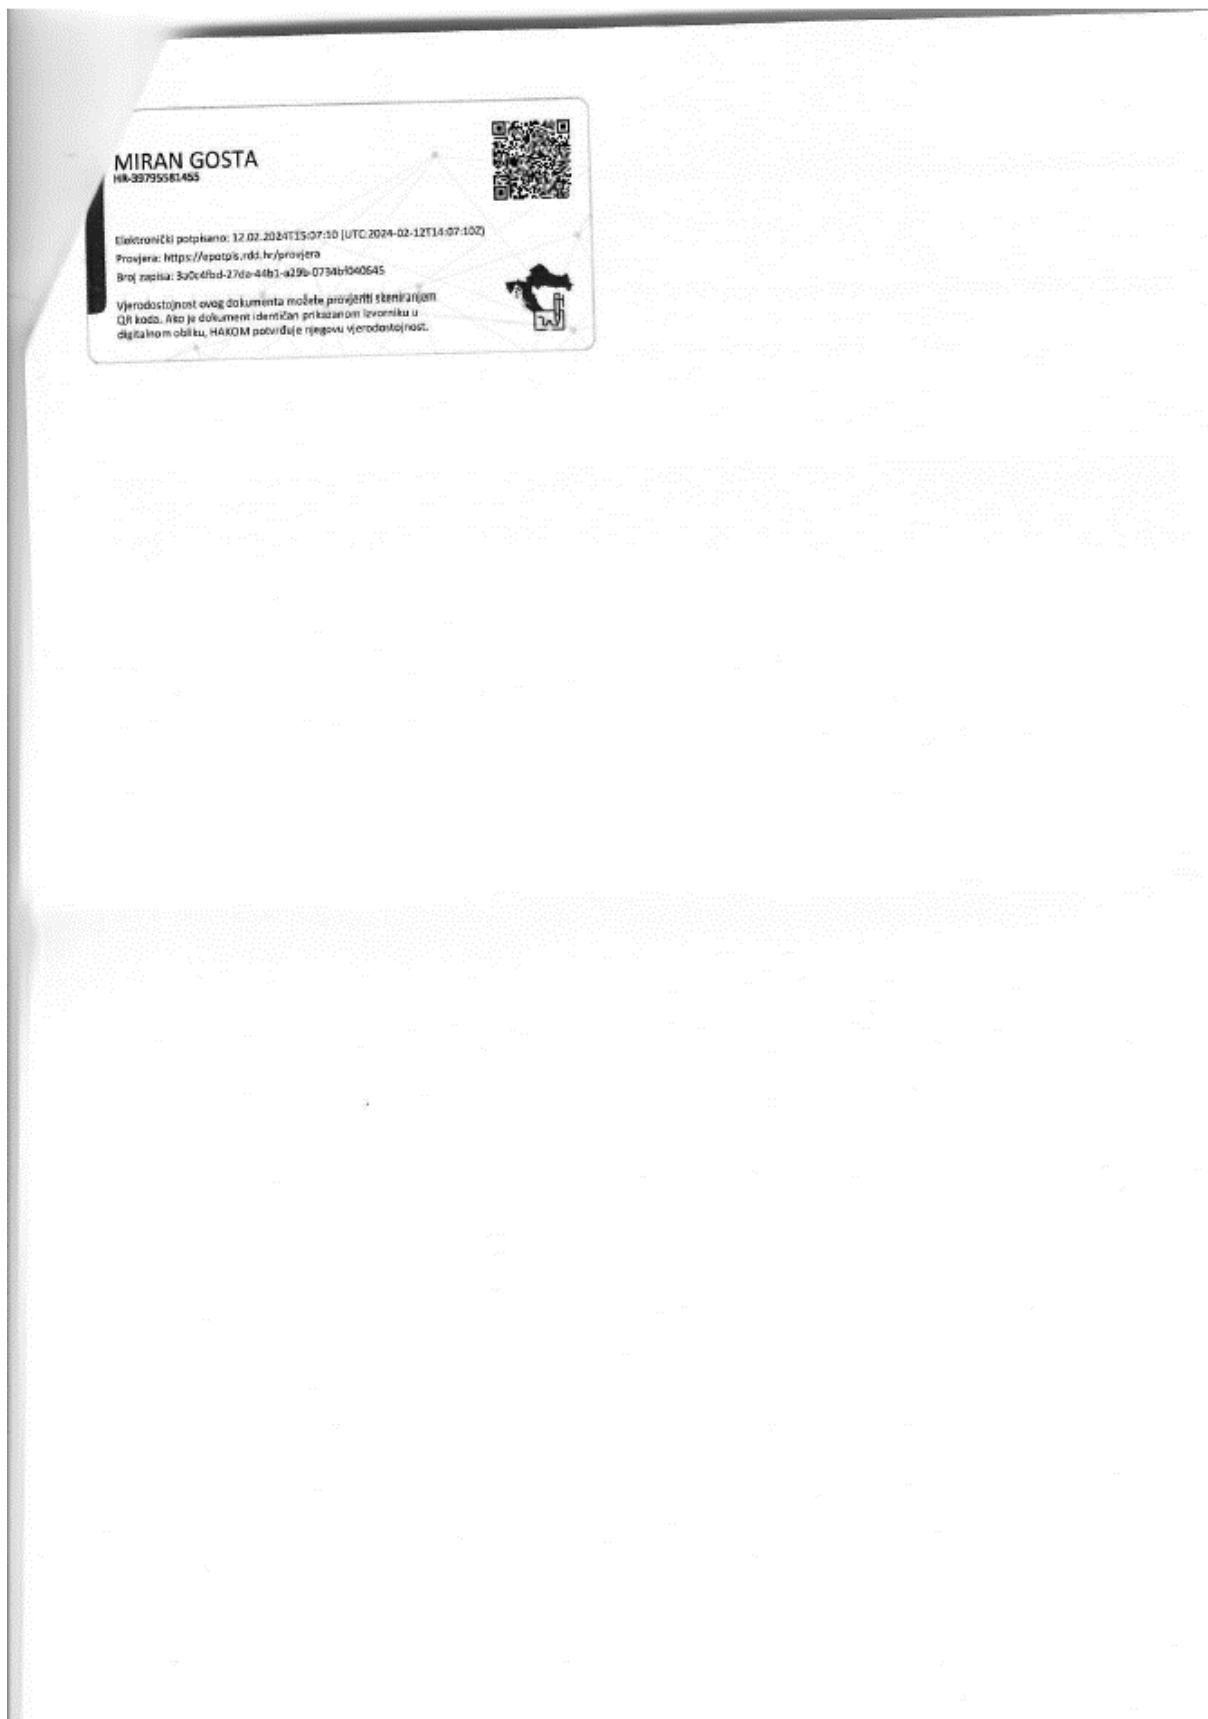 MIRAN GOSTA
HR-39795581455
Elektronički potpisano: 12.02.2024T15:07:10 (UTC:2024-02-12T14:07:10Z)
Provjera: https://epotpis.rdd.hr/provjera
Broj zapisa: 3a0c4fbd-27da-44b1-a29b-0734bf040645
Vjerodostojnost ovog dokumenta možete provjeriti skeniranjem
QR koda. Ako je dokument identičan prikazanom izvorniku u
digitalnom obliku, HAKOM potvrđuje njegovu vjerodostojnost.